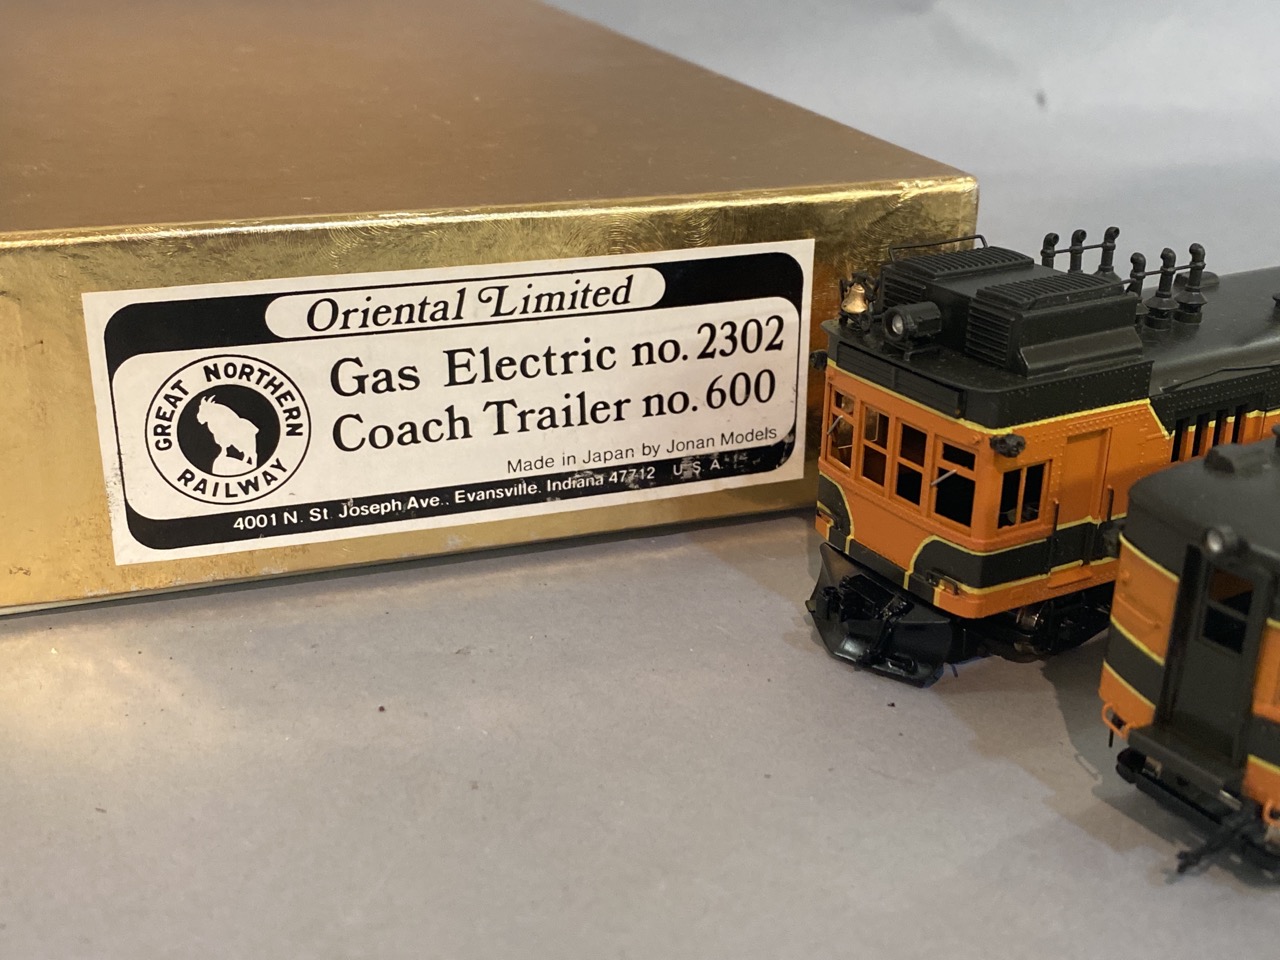 Oriental Limited
GREAT NORTHERN RAILWAY
Gas Electric no. 2302
Coach Trailer no. 600
Made in Japan by Jonan Models
4001 N. St. Joseph Ave., Evansville, Indiana 47712 U.S.A.